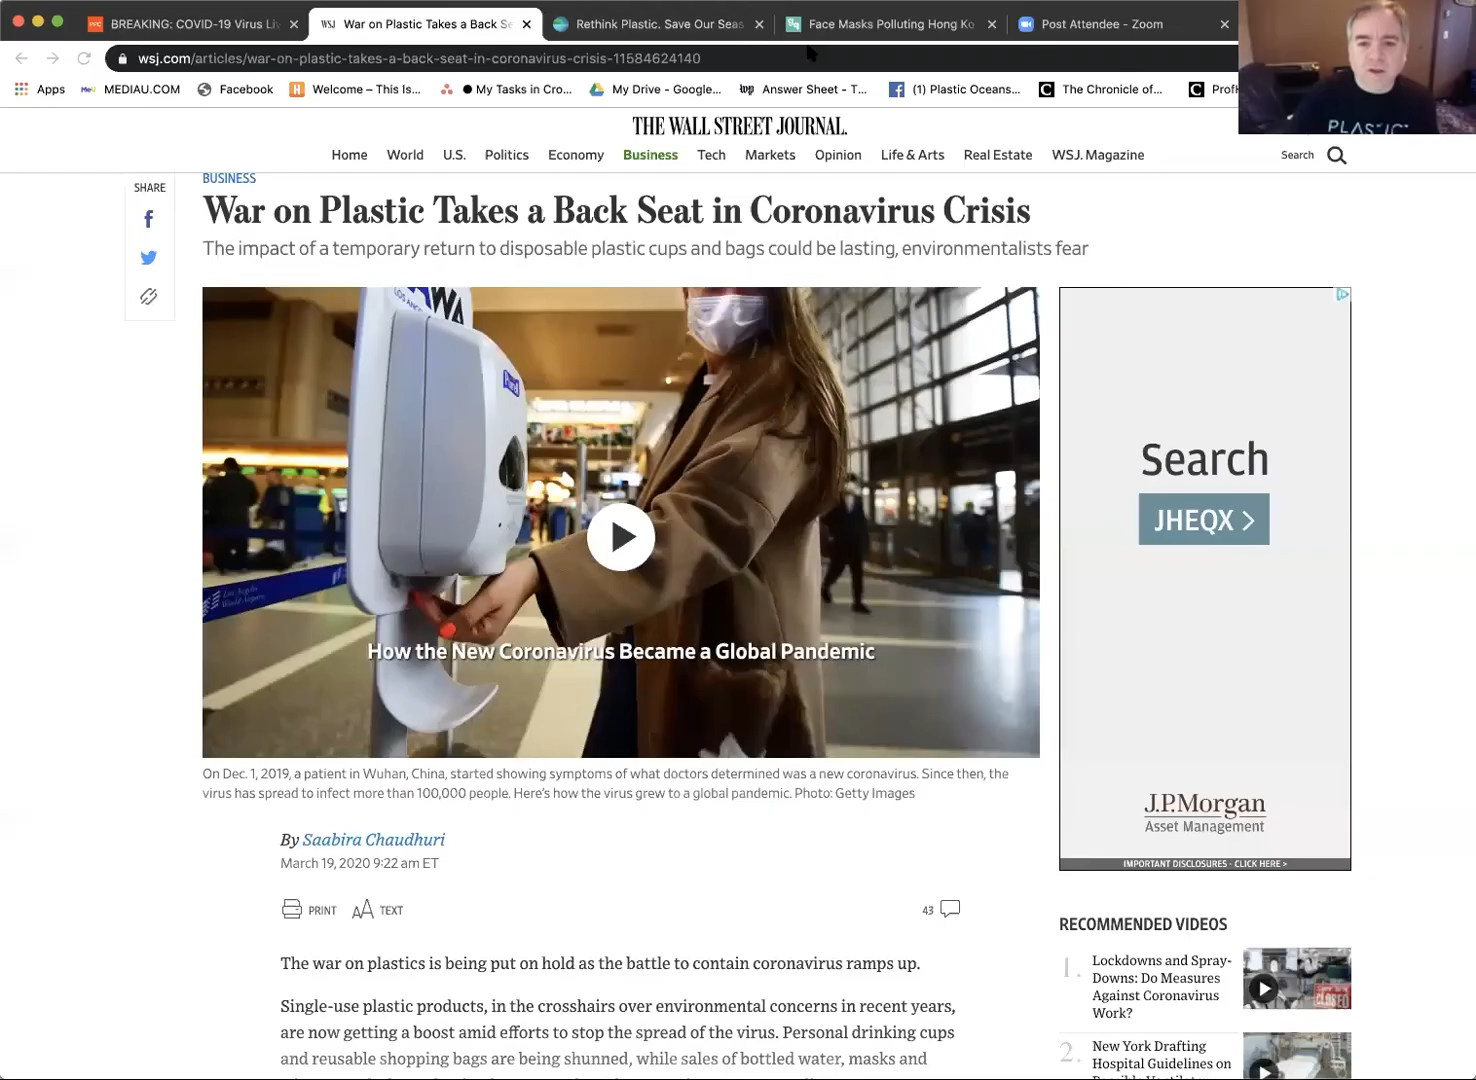 BREAKING: COVID-19 Virus Li
War on Plastic Takes a Back Se
Rethink Plastic. Save Our Seas
Face Masks Polluting Hong Ko
Post Attendee - Zoom
wsj.com/articles/war-on-plastic-takes-a-back-seat-in-coronavirus-crisis-11584624140
Apps
MEDIAU.COM
Facebook
Welcome – This Is...
My Tasks in Cro...
My Drive - Google...
Answer Sheet - T...
(1) Plastic Oceans...
The Chronicle of...
ProfH
PLASTIC
THE WALL STREET JOURNAL.
Home World U.S. Politics Economy Business Tech Markets Opinion Life & Arts Real Estate WSJ. Magazine
Search
SHARE
BUSINESS
War on Plastic Takes a Back Seat in Coronavirus Crisis
The impact of a temporary return to disposable plastic cups and bags could be lasting, environmentalists fear
Purell
Los Angeles
World Airports
How the New Coronavirus Became a Global Pandemic
On Dec. 1, 2019, a patient in Wuhan, China, started showing symptoms of what doctors determined was a new coronavirus. Since then, the
virus has spread to infect more than 100,000 people. Here's how the virus grew to a global pandemic. Photo: Getty Images
By Saabira Chaudhuri
March 19, 2020 9:22 am ET
PRINT
AA TEXT
43
The war on plastics is being put on hold as the battle to contain coronavirus ramps up.
Single-use plastic products, in the crosshairs over environmental concerns in recent years,
are now getting a boost amid efforts to stop the spread of the virus. Personal drinking cups
and reusable shopping bags are being shunned, while sales of bottled water, masks and
Search
JHEQX >
J.P.Morgan
Asset Management
IMPORTANT DISCLOSURES - CLICK HERE >
RECOMMENDED VIDEOS
1. Lockdowns and Spray-
Downs: Do Measures
Against Coronavirus
Work?
CLOSED
2. New York Drafting
Hospital Guidelines on